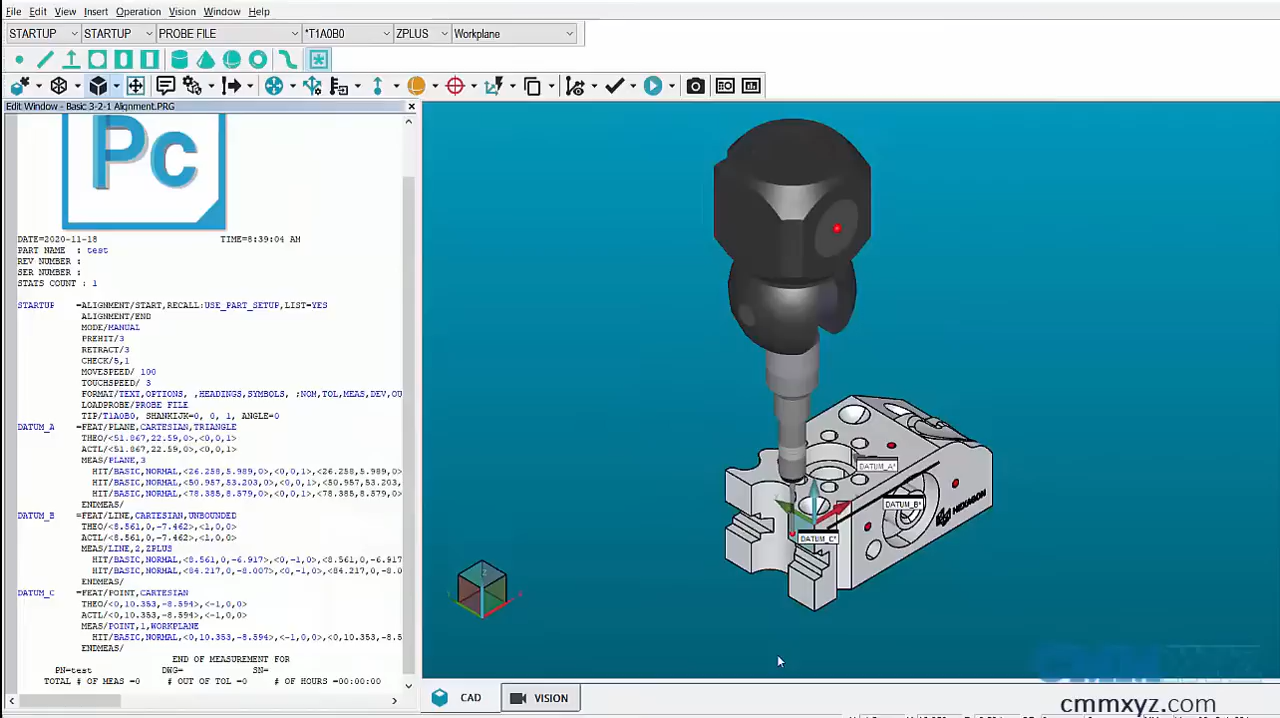 File Edit View Insert Operation Vision Window Help
STARTUP STARTUP PROBE FILE *T1A0B0 ZPLUS Workplane
Edit Window - Basic 3-2-1 Alignment.PRG
Pc
DATE=2020-11-18 TIME=8:39:04 AM
PART NAME : test
REV NUMBER :
SER NUMBER :
STATS COUNT : 1
STARTUP =ALIGNMENT/START,RECALL:USE_PART_SETUP,LIST=YES
ALIGNMENT/END
MODE/MANUAL
PREHIT/3
RETRACT/3
CHECK/5,1
MOVESPEED/ 100
TOUCHSPEED/ 3
FORMAT/TEXT,OPTIONS, ,HEADINGS,SYMBOLS, ;NOM,TOL,MEAS,DEV,OU
LOADPROBE/PROBE FILE
TIP/T1A0B0, SHANKIJK=0, 0, 1, ANGLE=0
DATUM_A =FEAT/PLANE,CARTESIAN,TRIANGLE
THEO/<51.867,22.59,0>,<0,0,1>
ACTL/<51.867,22.59,0>,<0,0,1>
MEAS/PLANE,3
HIT/BASIC,NORMAL,<26.258,5.989,0>,<0,0,1>,<26.258,5.989,0>
HIT/BASIC,NORMAL,<50.957,53.203,0>,<0,0,1>,<50.957,53.203,
HIT/BASIC,NORMAL,<78.385,8.579,0>,<0,0,1>,<78.385,8.579,0>
ENDMEAS/
DATUM_B =FEAT/LINE,CARTESIAN,UNBOUNDED
THEO/<8.561,0,-7.462>,<1,0,0>
ACTL/<8.561,0,-7.462>,<1,0,0>
MEAS/LINE,2,ZPLUS
HIT/BASIC,NORMAL,<8.561,0,-6.917>,<0,-1,0>,<8.561,0,-6.917
HIT/BASIC,NORMAL,<84.217,0,-8.007>,<0,-1,0>,<84.217,0,-8.0
ENDMEAS/
DATUM_C =FEAT/POINT,CARTESIAN
THEO/<0,10.353,-8.594>,<-1,0,0>
ACTL/<0,10.353,-8.594>,<-1,0,0>
MEAS/POINT,1,WORKPLANE
HIT/BASIC,NORMAL,<0,10.353,-8.594>,<-1,0,0>,<0,10.353,-8.5
ENDMEAS/
END OF MEASUREMENT FOR
PN=test DWG= SN=
TOTAL # OF MEAS =0 # OUT OF TOL =0 # OF HOURS =00:00:00
DATUM_A*
DATUM_B*
DATUM_C*
HEXAGON
CAD VISION
cmmxyz.com